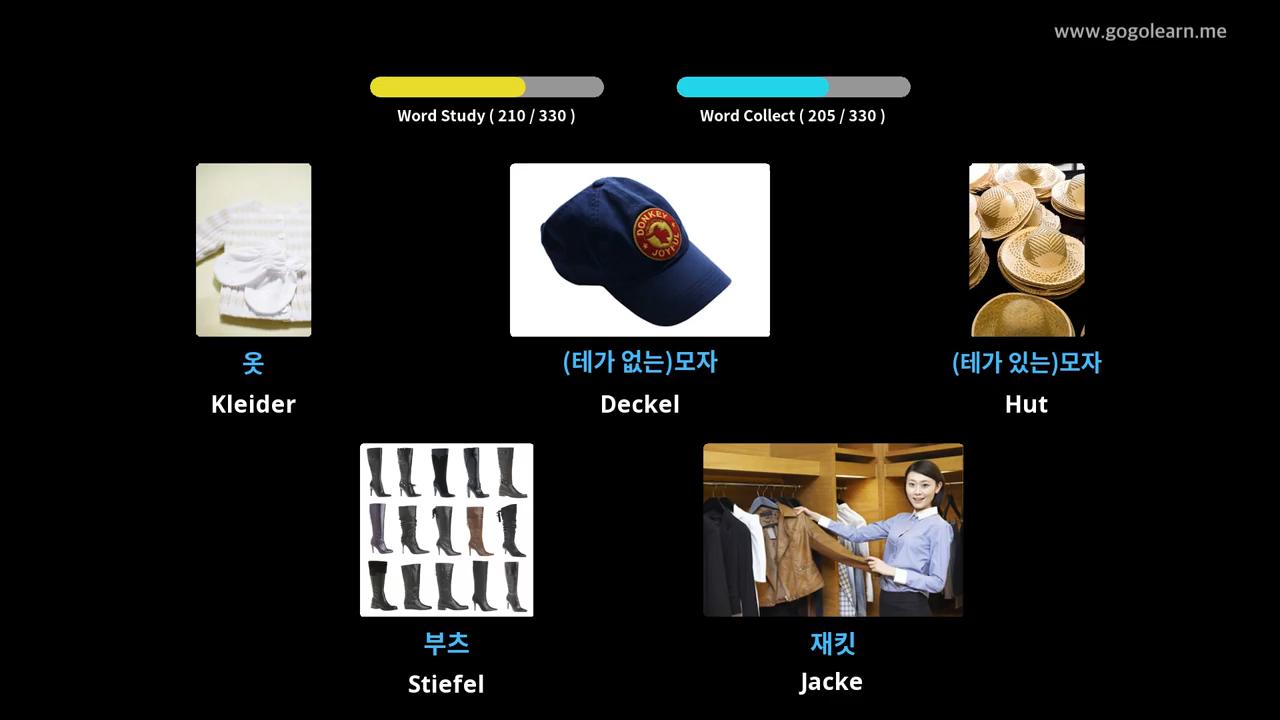 www.gogolearn.me
Word Study ( 210 / 330 )
Word Collect ( 205 / 330 )
DONKEY
JOYFUL
옷
(테가 없는)모자
(테가 있는)모자
Kleider
Deckel
Hut
부츠
재킷
Stiefel
Jacke